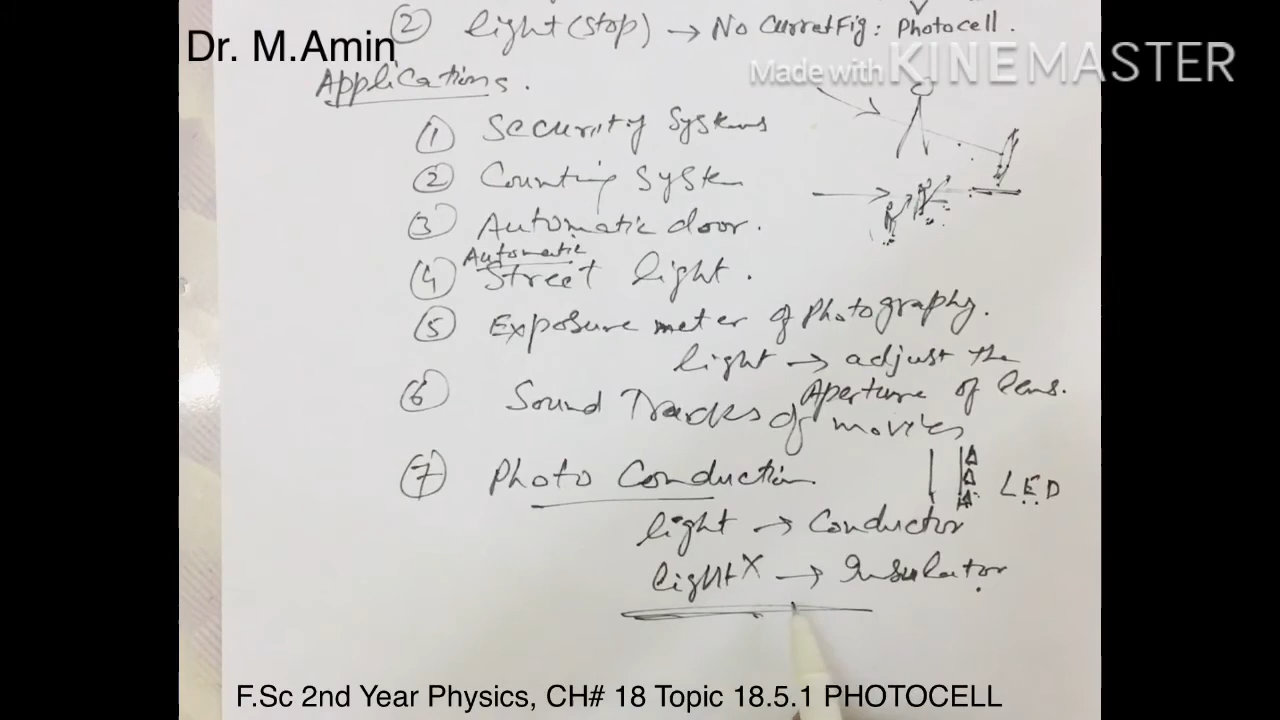 ② light (stop) → No Current Fig: Photocell.
Dr. M.Amin
Made with KINEMASTER
Applications.
① Security Systems
② Counting System
③ Automatic door.
Automatic
④ Street light.
⑤ Exposure meter of Photography.
light → adjust the
Aperture of lens.
⑥ Sound Tracks of movies
⑦ Photo Conduction
LED
light → Conductor
light X → Insulator
F.Sc 2nd Year Physics, CH# 18 Topic 18.5.1 PHOTOCELL